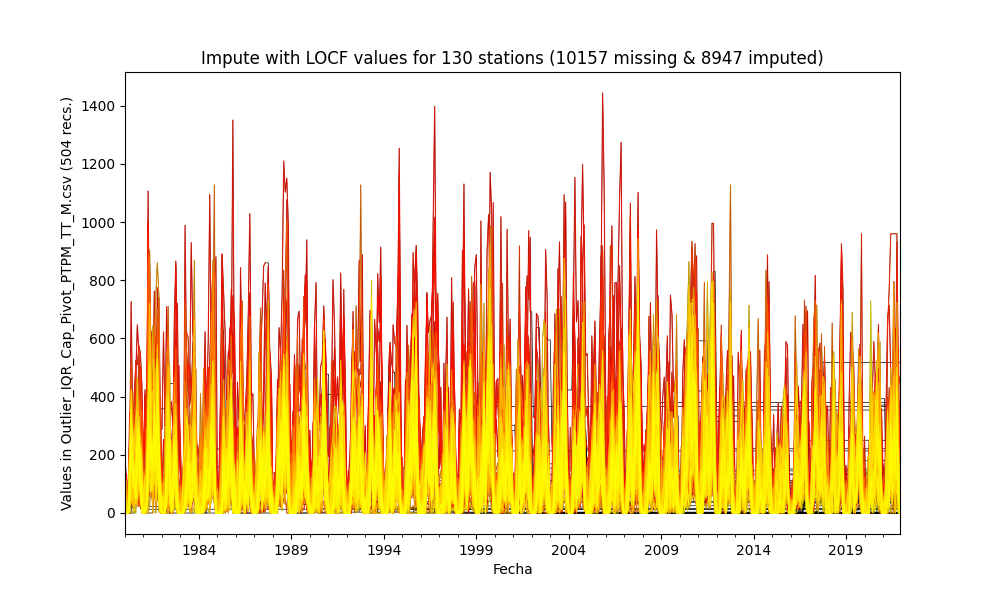 Impute with LOCF values for 130 stations (10157 missing & 8947 imputed)
Values in Outlier_IQR_Cap_Pivot_PTPM_TT_M.csv (504 recs.)
1400
1200
1000
800
600
400
200
0
1984 1989 1994 1999 2004 2009 2014 2019
Fecha